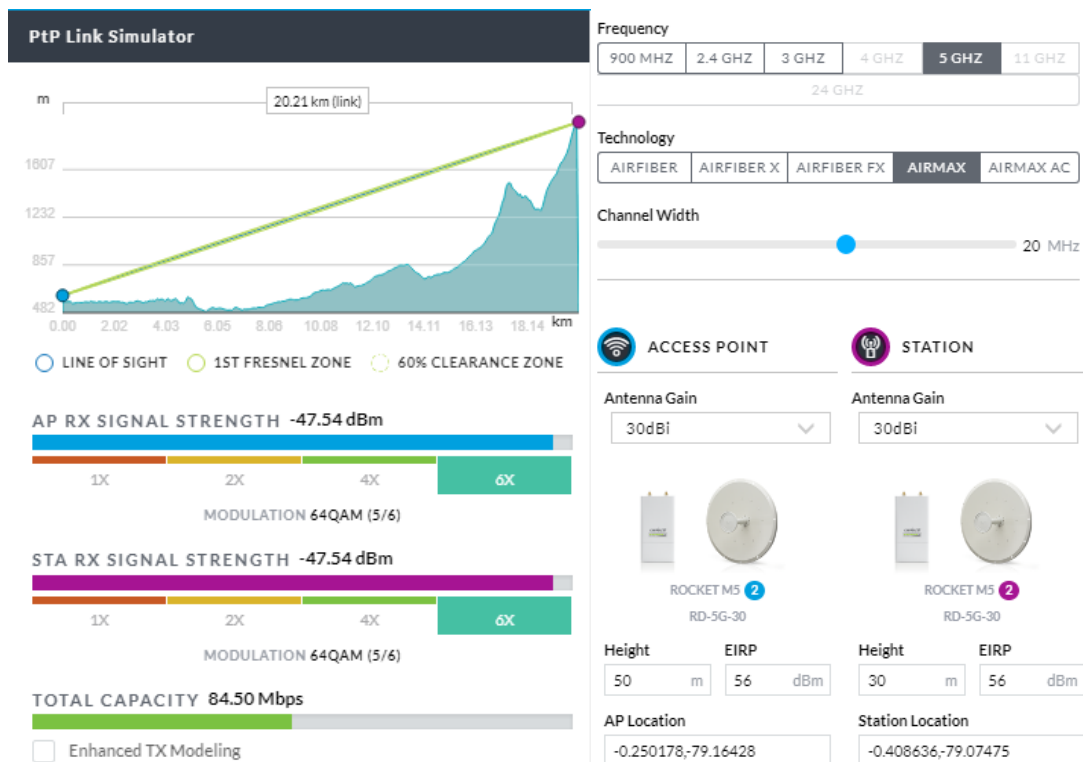 PtP Link Simulator
m
20.21 km (link)
1607
1232
857
482
0.00 2.02 4.03 6.05 8.06 10.08 12.10 14.11 16.13 18.14 km
LINE OF SIGHT 1ST FRESNEL ZONE 60% CLEARANCE ZONE
AP RX SIGNAL STRENGTH -47.54 dBm
1X 2X 4X 6X
MODULATION 64QAM (5/6)
STA RX SIGNAL STRENGTH -47.54 dBm
1X 2X 4X 6X
MODULATION 64QAM (5/6)
TOTAL CAPACITY 84.50 Mbps
Enhanced TX Modeling
Frequency
900 MHZ 2.4 GHZ 3 GHZ 4 GHZ 5 GHZ 11 GHZ
24 GHZ
Technology
AIRFIBER AIRFIBER X AIRFIBER FX AIRMAX AIRMAX AC
Channel Width
20 MHz
ACCESS POINT
Antenna Gain
30dBi
ROCKET M5 2
RD-5G-30
Height EIRP
50 m 56 dBm
AP Location
-0.250178,-79.16428
STATION
Antenna Gain
30dBi
ROCKET M5 2
RD-5G-30
Height EIRP
30 m 56 dBm
Station Location
-0.408636,-79.07475